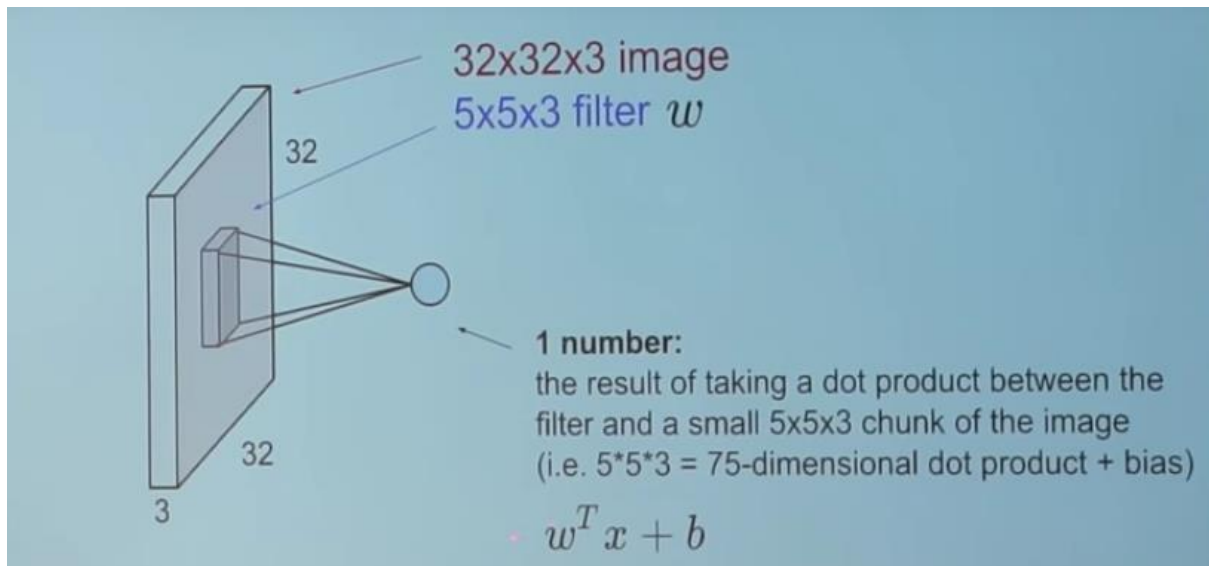 32x32x3 image
5x5x3 filter w
32
32
3
1 number:
the result of taking a dot product between the
filter and a small 5x5x3 chunk of the image
(i.e. 5*5*3 = 75-dimensional dot product + bias)
w^T x + b